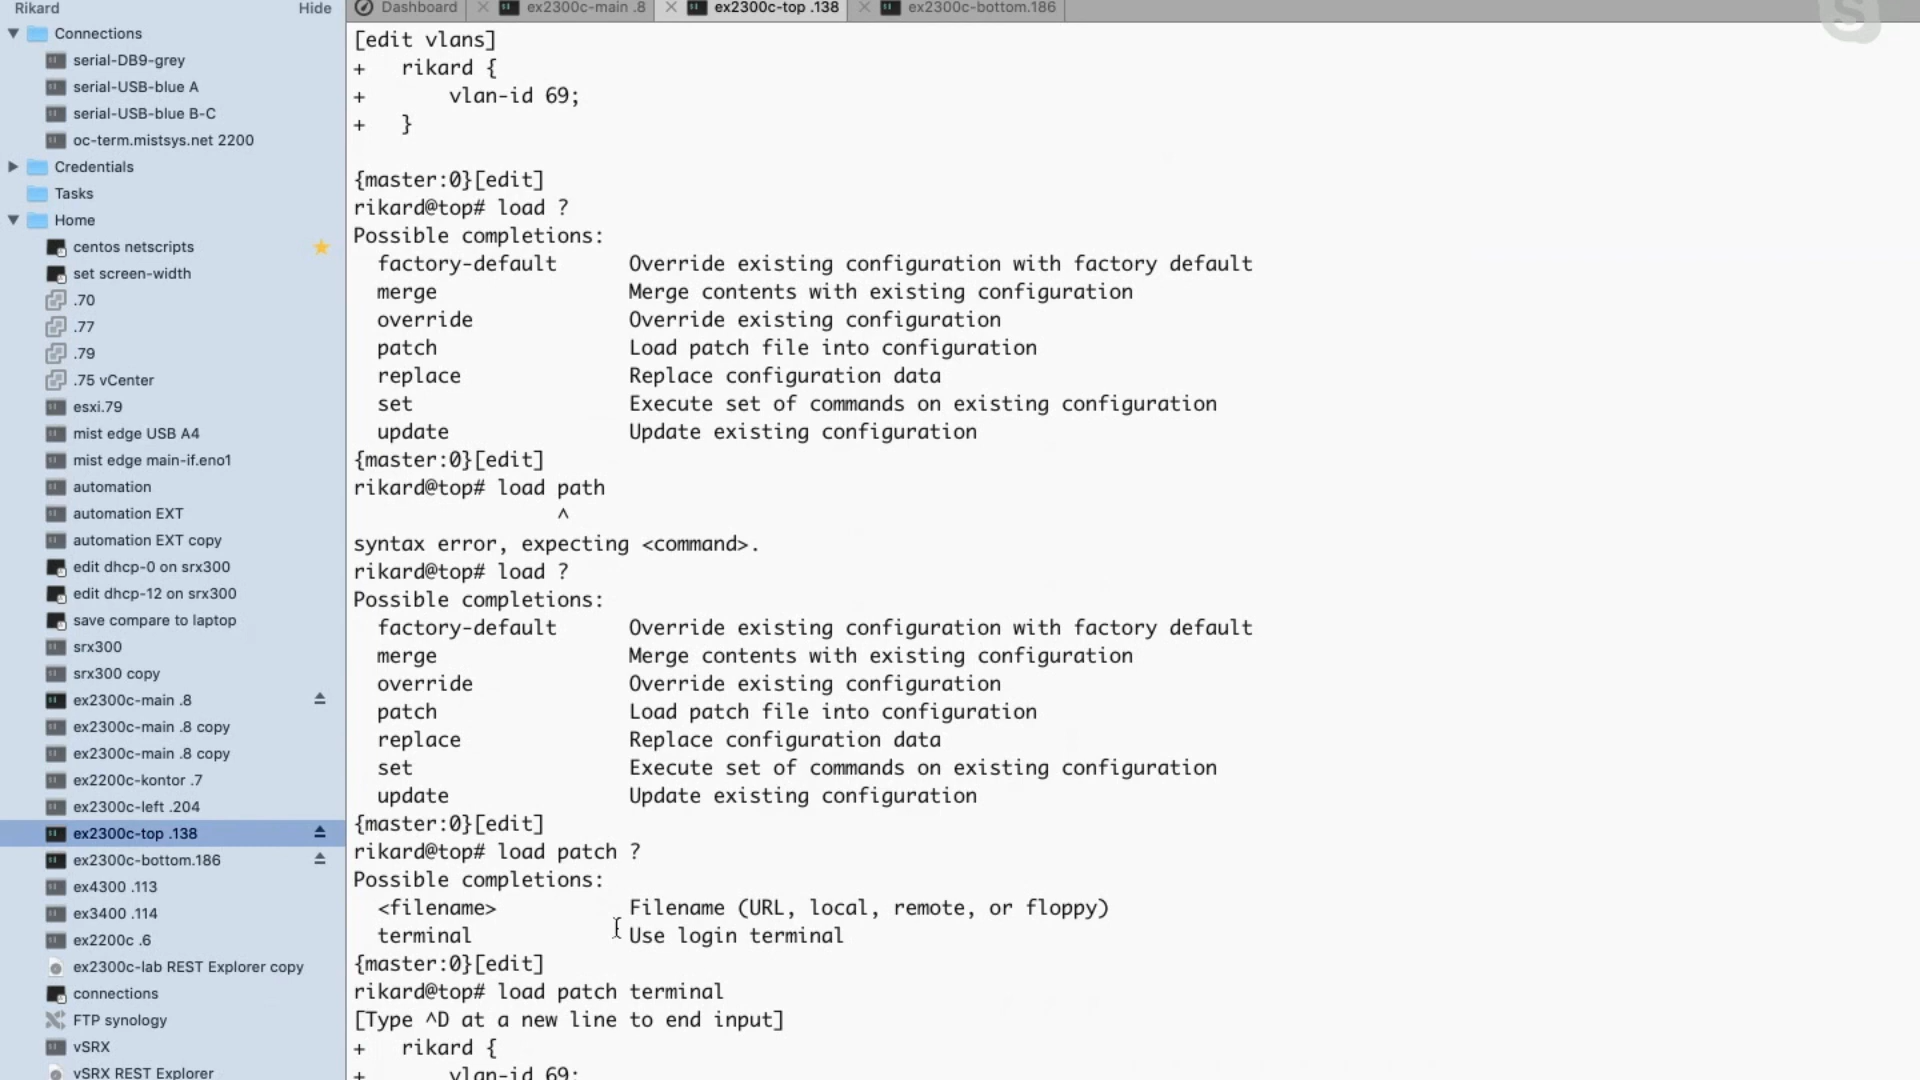 Rikard Hide
Connections
serial-DB9-grey
serial-USB-blue A
serial-USB-blue B-C
oc-term.mistsys.net 2200
Credentials
Tasks
Home
centos netscripts
set screen-width
.70
.77
.79
.75 vCenter
esxi.79
mist edge USB A4
mist edge main-if.eno1
automation
automation EXT
automation EXT copy
edit dhcp-0 on srx300
edit dhcp-12 on srx300
save compare to laptop
srx300
srx300 copy
ex2300c-main .8
ex2300c-main .8 copy
ex2300c-main .8 copy
ex2200c-kontor .7
ex2300c-left .204
ex2300c-top .138
ex2300c-bottom.186
ex4300 .113
ex3400 .114
ex2200c .6
ex2300c-lab REST Explorer copy
connections
FTP synology
vSRX
vSRX REST Explorer
Dashboard ex2300c-main .8 ex2300c-top .138 ex2300c-bottom.186
[edit vlans]
+   rikard {
+       vlan-id 69;
+   }
{master:0}[edit]
rikard@top# load ?
Possible completions:
  factory-default      Override existing configuration with factory default
  merge                Merge contents with existing configuration
  override             Override existing configuration
  patch                Load patch file into configuration
  replace              Replace configuration data
  set                  Execute set of commands on existing configuration
  update               Update existing configuration
{master:0}[edit]
rikard@top# load path
                 ^
syntax error, expecting <command>.
rikard@top# load ?
Possible completions:
  factory-default      Override existing configuration with factory default
  merge                Merge contents with existing configuration
  override             Override existing configuration
  patch                Load patch file into configuration
  replace              Replace configuration data
  set                  Execute set of commands on existing configuration
  update               Update existing configuration
{master:0}[edit]
rikard@top# load patch ?
Possible completions:
  <filename>           Filename (URL, local, remote, or floppy)
  terminal             Use login terminal
{master:0}[edit]
rikard@top# load patch terminal
[Type ^D at a new line to end input]
+   rikard {
+       vlan-id 69;